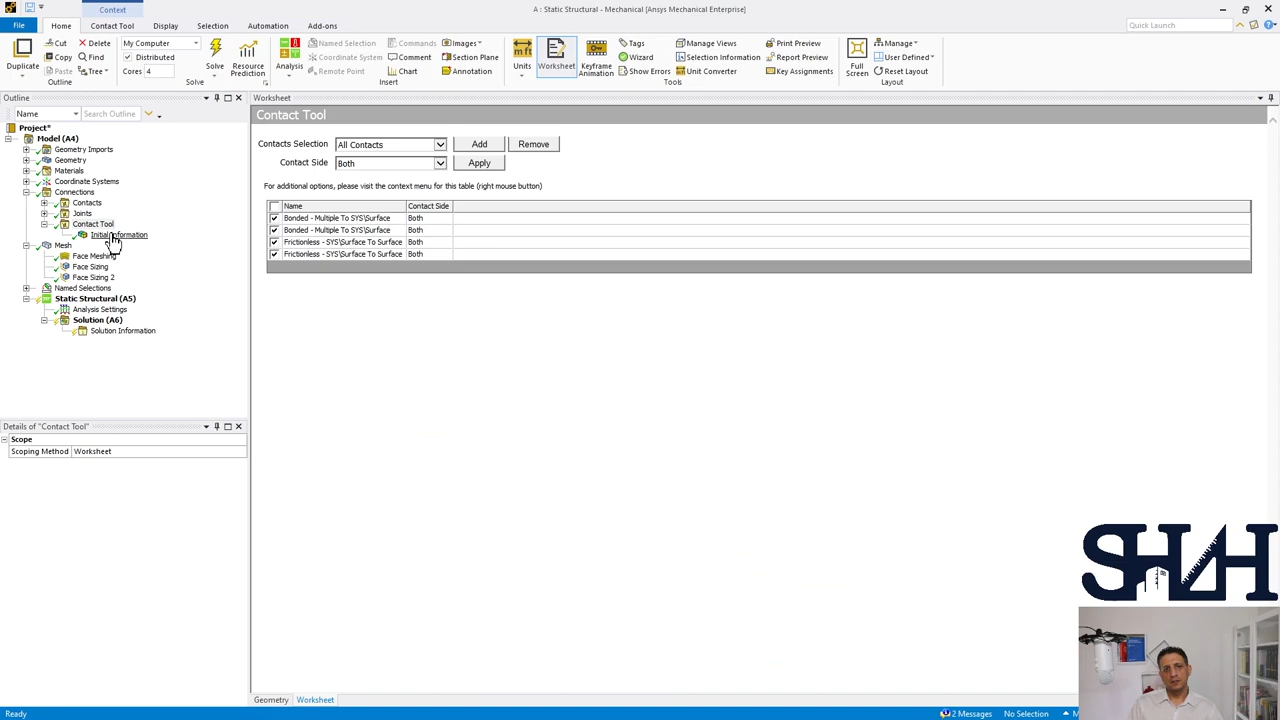 Context
A : Static Structural - Mechanical [Ansys Mechanical Enterprise]
File Home Contact Tool Display Selection Automation Add-ons Quick Launch
Duplicate Cut Copy Paste Delete Find Tree Outline
My Computer Distributed Cores 4 Solve Resource Prediction Solve
Analysis Named Selection Coordinate System Remote Point Commands Comment Chart Images Section Plane Annotation Insert
Units Worksheet Keyframe Animation Tags Wizard Show Errors Manage Views Selection Information Unit Converter Print Preview Report Preview Key Assignments Tools
Full Screen Manage User Defined Reset Layout Layout
Outline
Name Search Outline
Project*
Model (A4)
Geometry Imports
Geometry
Materials
Coordinate Systems
Connections
Contacts
Joints
Contact Tool
Initial Information
Mesh
Face Meshing
Face Sizing
Face Sizing 2
Named Selections
Static Structural (A5)
Analysis Settings
Solution (A6)
Solution Information
Details of "Contact Tool"
Scope
Scoping Method Worksheet
Worksheet
Contact Tool
Contacts Selection All Contacts Add Remove
Contact Side Both Apply
For additional options, please visit the context menu for this table (right mouse button)
Name Contact Side
Bonded - Multiple To SYS\Surface Both
Bonded - Multiple To SYS\Surface Both
Frictionless - SYS\Surface To Surface Both
Frictionless - SYS\Surface To Surface Both
Geometry Worksheet
Ready 2 Messages No Selection